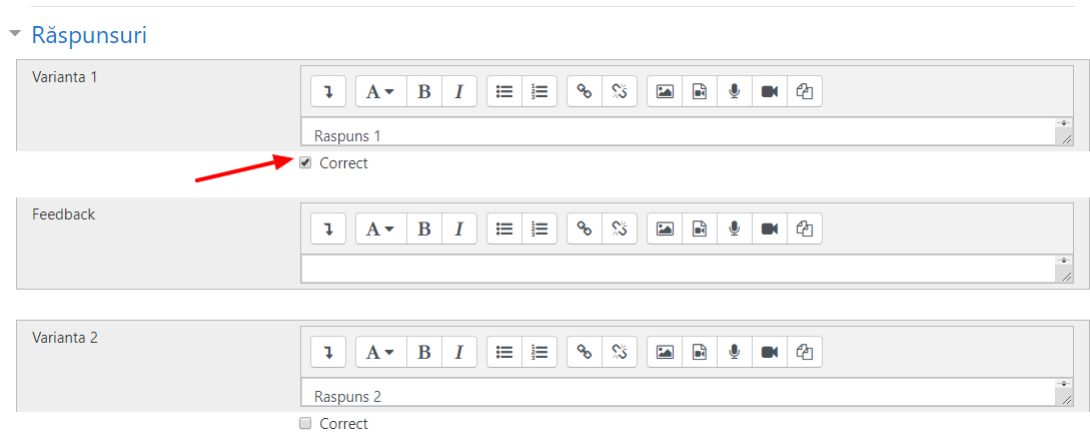 Răspunsuri
Varianta 1
A B I
Raspuns 1
Correct
Feedback
A B I
Varianta 2
A B I
Raspuns 2
Correct